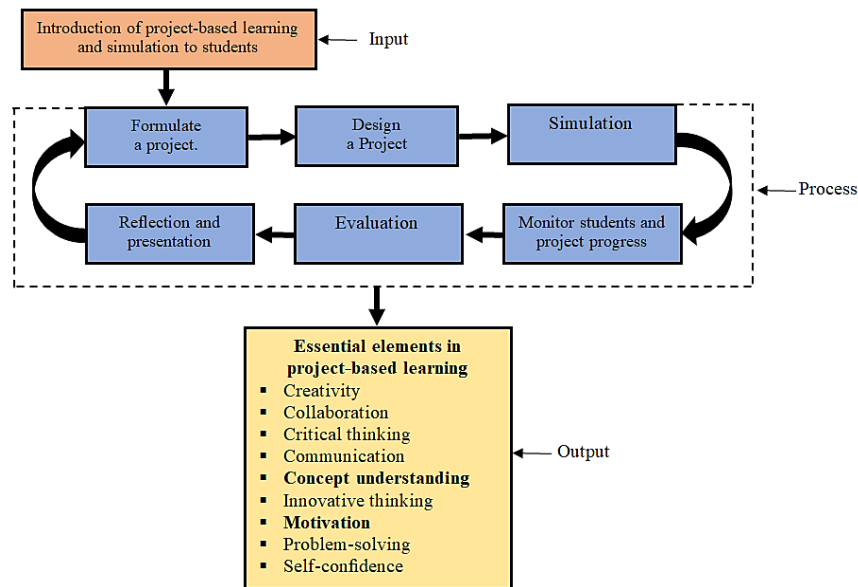 Introduction of project-based learning
and simulation to students
Input
Formulate
a project.
Design
a Project
Simulation
Process
Reflection and
presentation
Evaluation
Monitor students and
project progress
Essential elements in
project-based learning
▪ Creativity
▪ Collaboration
▪ Critical thinking
▪ Communication
▪ Concept understanding
▪ Innovative thinking
▪ Motivation
▪ Problem-solving
▪ Self-confidence
Output